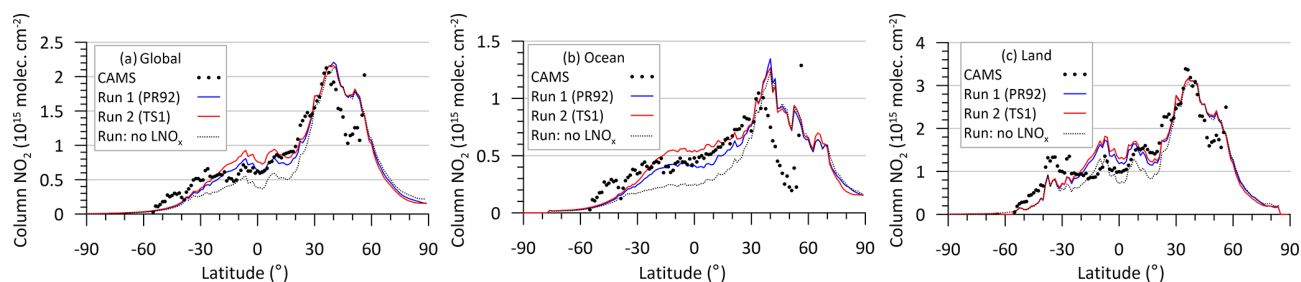 Column NO2 (10^15 molec. cm^-2)
2.5
2
1.5
1
0.5
0
(a) Global
CAMS
Run 1 (PR92)
Run 2 (TS1)
Run: no LNOx
-90 -60 -30 0 30 60 90
Latitude (°)
Column NO2 (10^15 molec. cm^-2)
1.5
1
0.5
0
(b) Ocean
CAMS
Run 1 (PR92)
Run 2 (TS1)
Run: no LNOx
-90 -60 -30 0 30 60 90
Latitude (°)
Column NO2 (10^15 molec. cm^-2)
4
3
2
1
0
(c) Land
CAMS
Run 1 (PR92)
Run 2 (TS1)
Run: no LNOx
-90 -60 -30 0 30 60 90
Latitude (°)